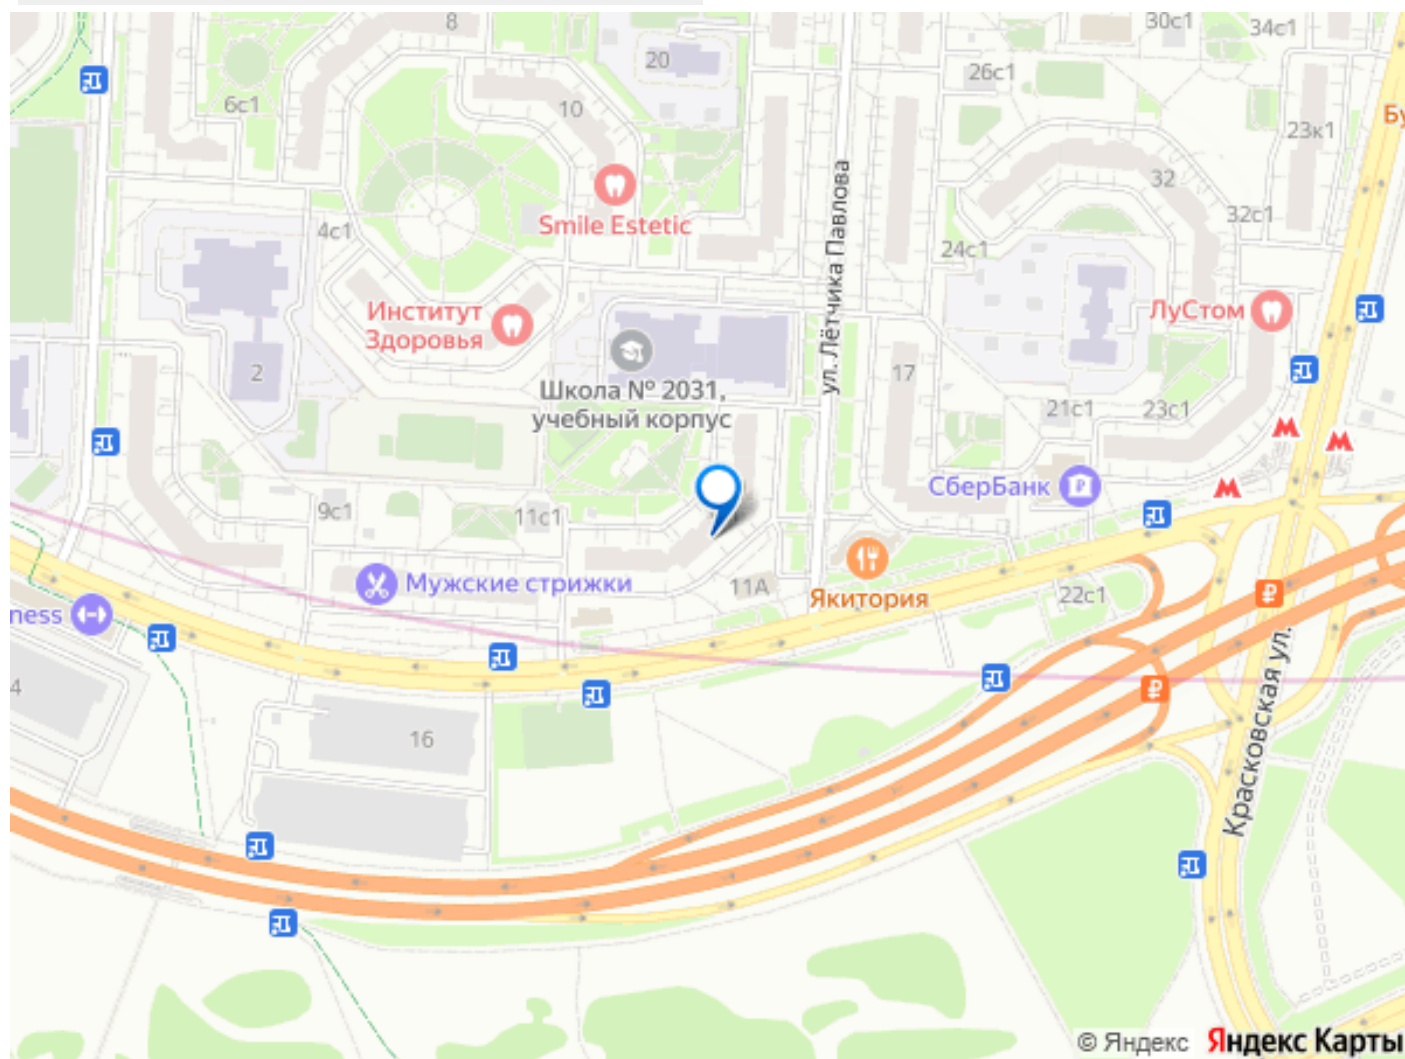 8
30с1
34с1
20
26с1
6с1
10
Бу
23к1
32
Smile Estetic
32с1
4с1
24с1
ул. Лётчика Павлова
Институт
Здоровья
ЛуСтом
2
17
Школа № 2031,
учебный корпус
21с1
23с1
СберБанк
9с1
11с1
Мужские стрижки
11А
Якитория
22с1
ness
4
16
Красковская ул.
© Яндекс Яндекс Карты